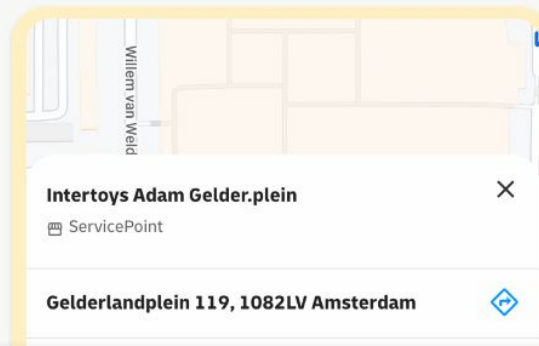 Willem van Weld
Intertoys Adam Gelder.plein
ServicePoint
Gelderlandplein 119, 1082LV Amsterdam